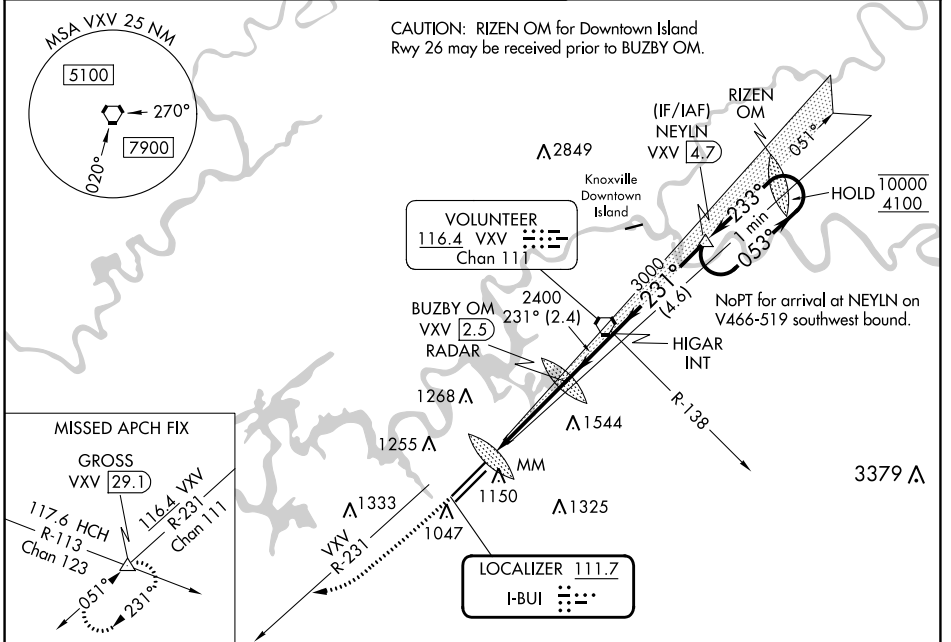 MSA VXV 25 NM
5100
270°
7900
020°
CAUTION: RIZEN OM for Downtown Island
Rwy 26 may be received prior to BUZBY OM.
RIZEN
OM
(IF/IAF)
NEYLN
VXV 4.7
051°
2849
Knoxville
Downtown
Island
233°
1 min
053°
HOLD 10000
4100
VOLUNTEER
116.4 VXV
Chan 111
3000
231°
(4.6)
NoPT for arrival at NEYLN on
V466-519 southwest bound.
2400
231° (2.4)
BUZBY OM
VXV 2.5
RADAR
HIGAR
INT
R-138
1268
1544
1255
MM
1150
3379
1333
1047
1325
VXV
R-231
LOCALIZER 111.7
I-BUI
MISSED APCH FIX
GROSS
VXV 29.1
116.4 VXV
R-231
Chan 111
117.6 HCH
R-113
Chan 123
051°
231°